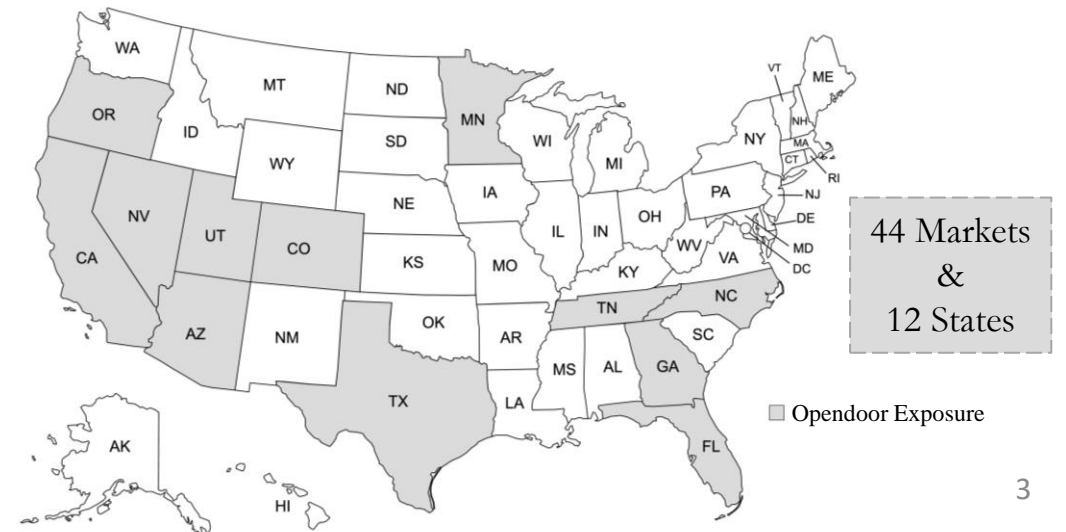 WA
MT
ND
MN
OR
ID
SD
WI
MI
WY
IA
NE
NV
UT
CO
CA
KS
MO
IL
IN
OH
PA
NY
VT
NH
ME
MA
CT
RI
NJ
DE
MD
DC
WV
VA
KY
TN
NC
SC
AZ
NM
OK
AR
MS
AL
GA
TX
LA
FL
AK
HI
44 Markets
&
12 States
Opendoor Exposure
3